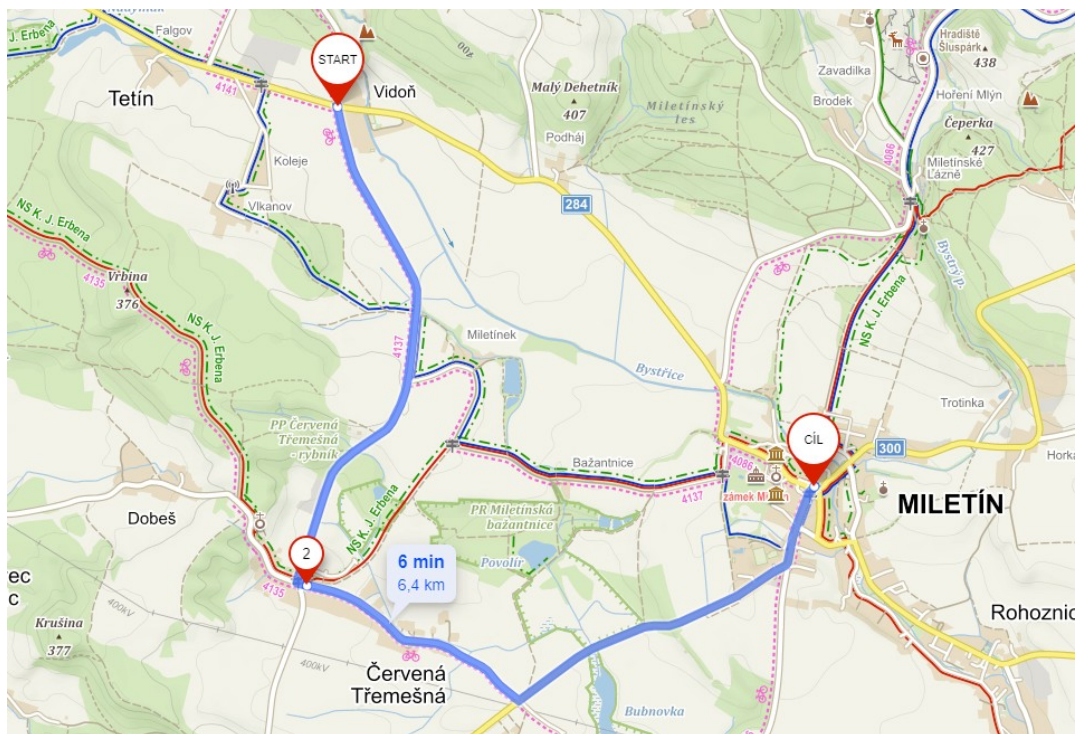 Falgov
J. Erbena
Tetín
4141
START
Vidoň
400
Malý Dehetník
407
Miletínský
les
Podháj
284
Zavadilka
Brodek
Hradiště
Šluspárk
438
Hoření Mlýn
Čeperka
427
Miletínské
Lázně
4086
Bystrý p.
Koleje
Vlkanov
NS K. J. Erbena
4135
Vrbina
376
NS K. J. Erbena
4137
Miletínek
Bystřice
NS K. J. Erbena
Trotinka
300
Horka
CÍL
4086
MILETÍN
PP Červená
Třemešná
- rybník
Bažantnice
4137
Dobeš
NS K. J. Erbena
PR Miletínská
bažantnice
Povolír
2
4135
6 min
6,4 km
400kV
Krušina
377
400kV
Červená
Třemešná
Bubnovka
Rohoznic